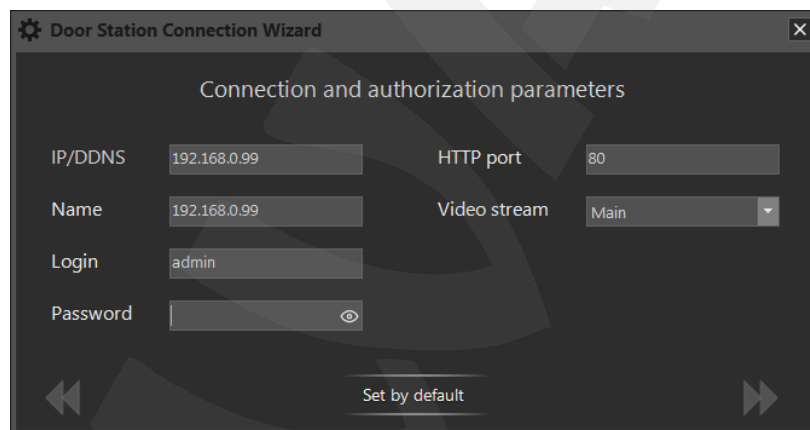 Door Station Connection Wizard
Connection and authorization parameters
IP/DDNS 192.168.0.99 HTTP port 80
Name 192.168.0.99 Video stream Main
Login admin
Password
Set by default